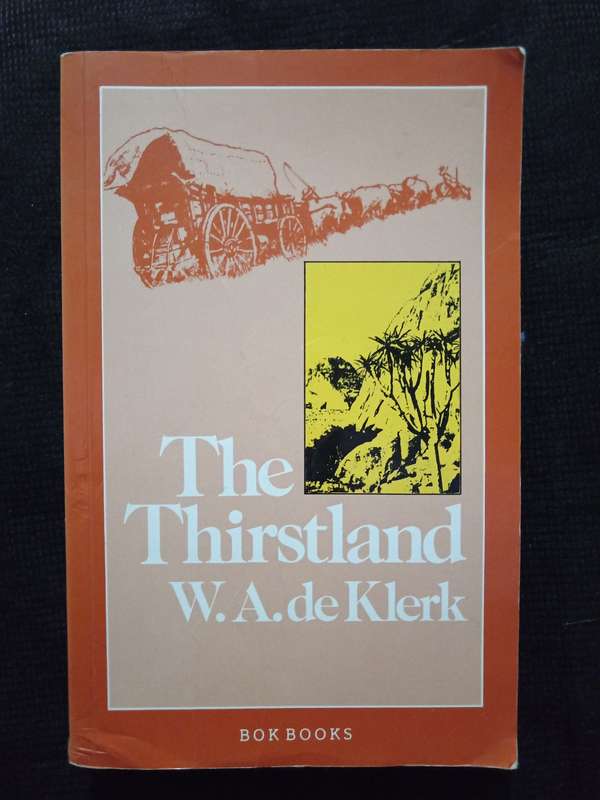 The
Thirstland
W. A. de Klerk
BOK BOOKS